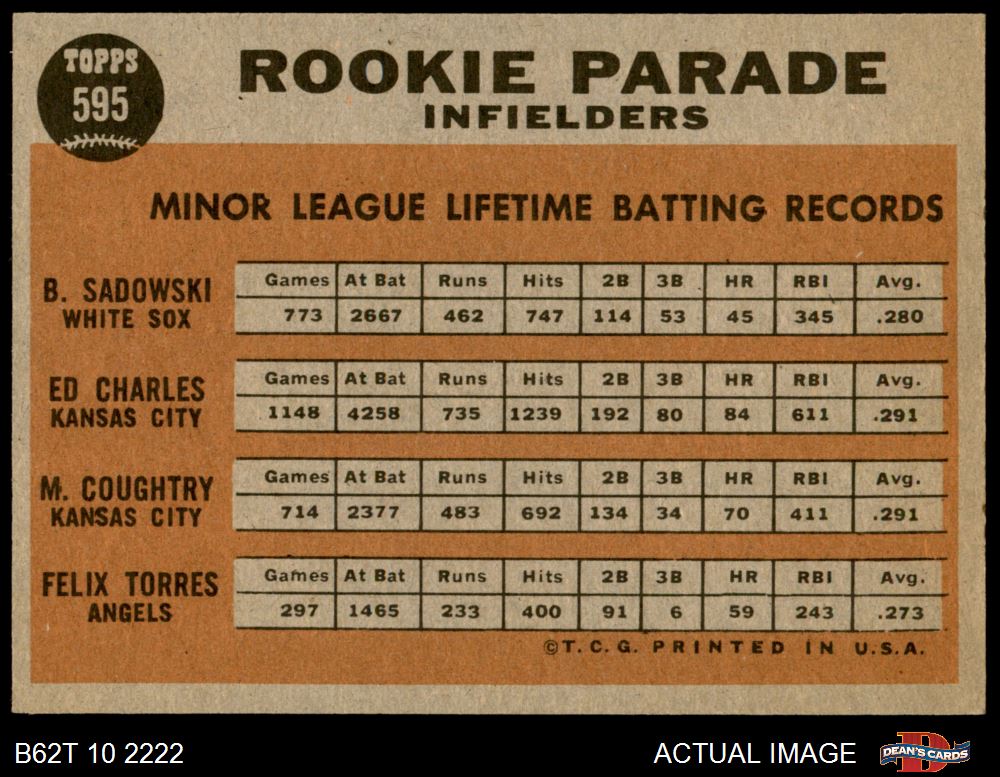 TOPPS
595
ROOKIE PARADE
INFIELDERS
MINOR LEAGUE LIFETIME BATTING RECORDS
B. SADOWSKI
WHITE SOX
Games At Bat Runs Hits 2B 3B HR RBI Avg.
773 2667 462 747 114 53 45 345 .280
ED CHARLES
KANSAS CITY
Games At Bat Runs Hits 2B 3B HR RBI Avg.
1148 4258 735 1239 192 80 84 611 .291
M. COUGHTRY
KANSAS CITY
Games At Bat Runs Hits 2B 3B HR RBI Avg.
714 2377 483 692 134 34 70 411 .291
FELIX TORRES
ANGELS
Games At Bat Runs Hits 2B 3B HR RBI Avg.
297 1465 233 400 91 6 59 243 .273
©T.C.G. PRINTED IN U.S.A.
B62T 10 2222
ACTUAL IMAGE
DEAN'S CARDS